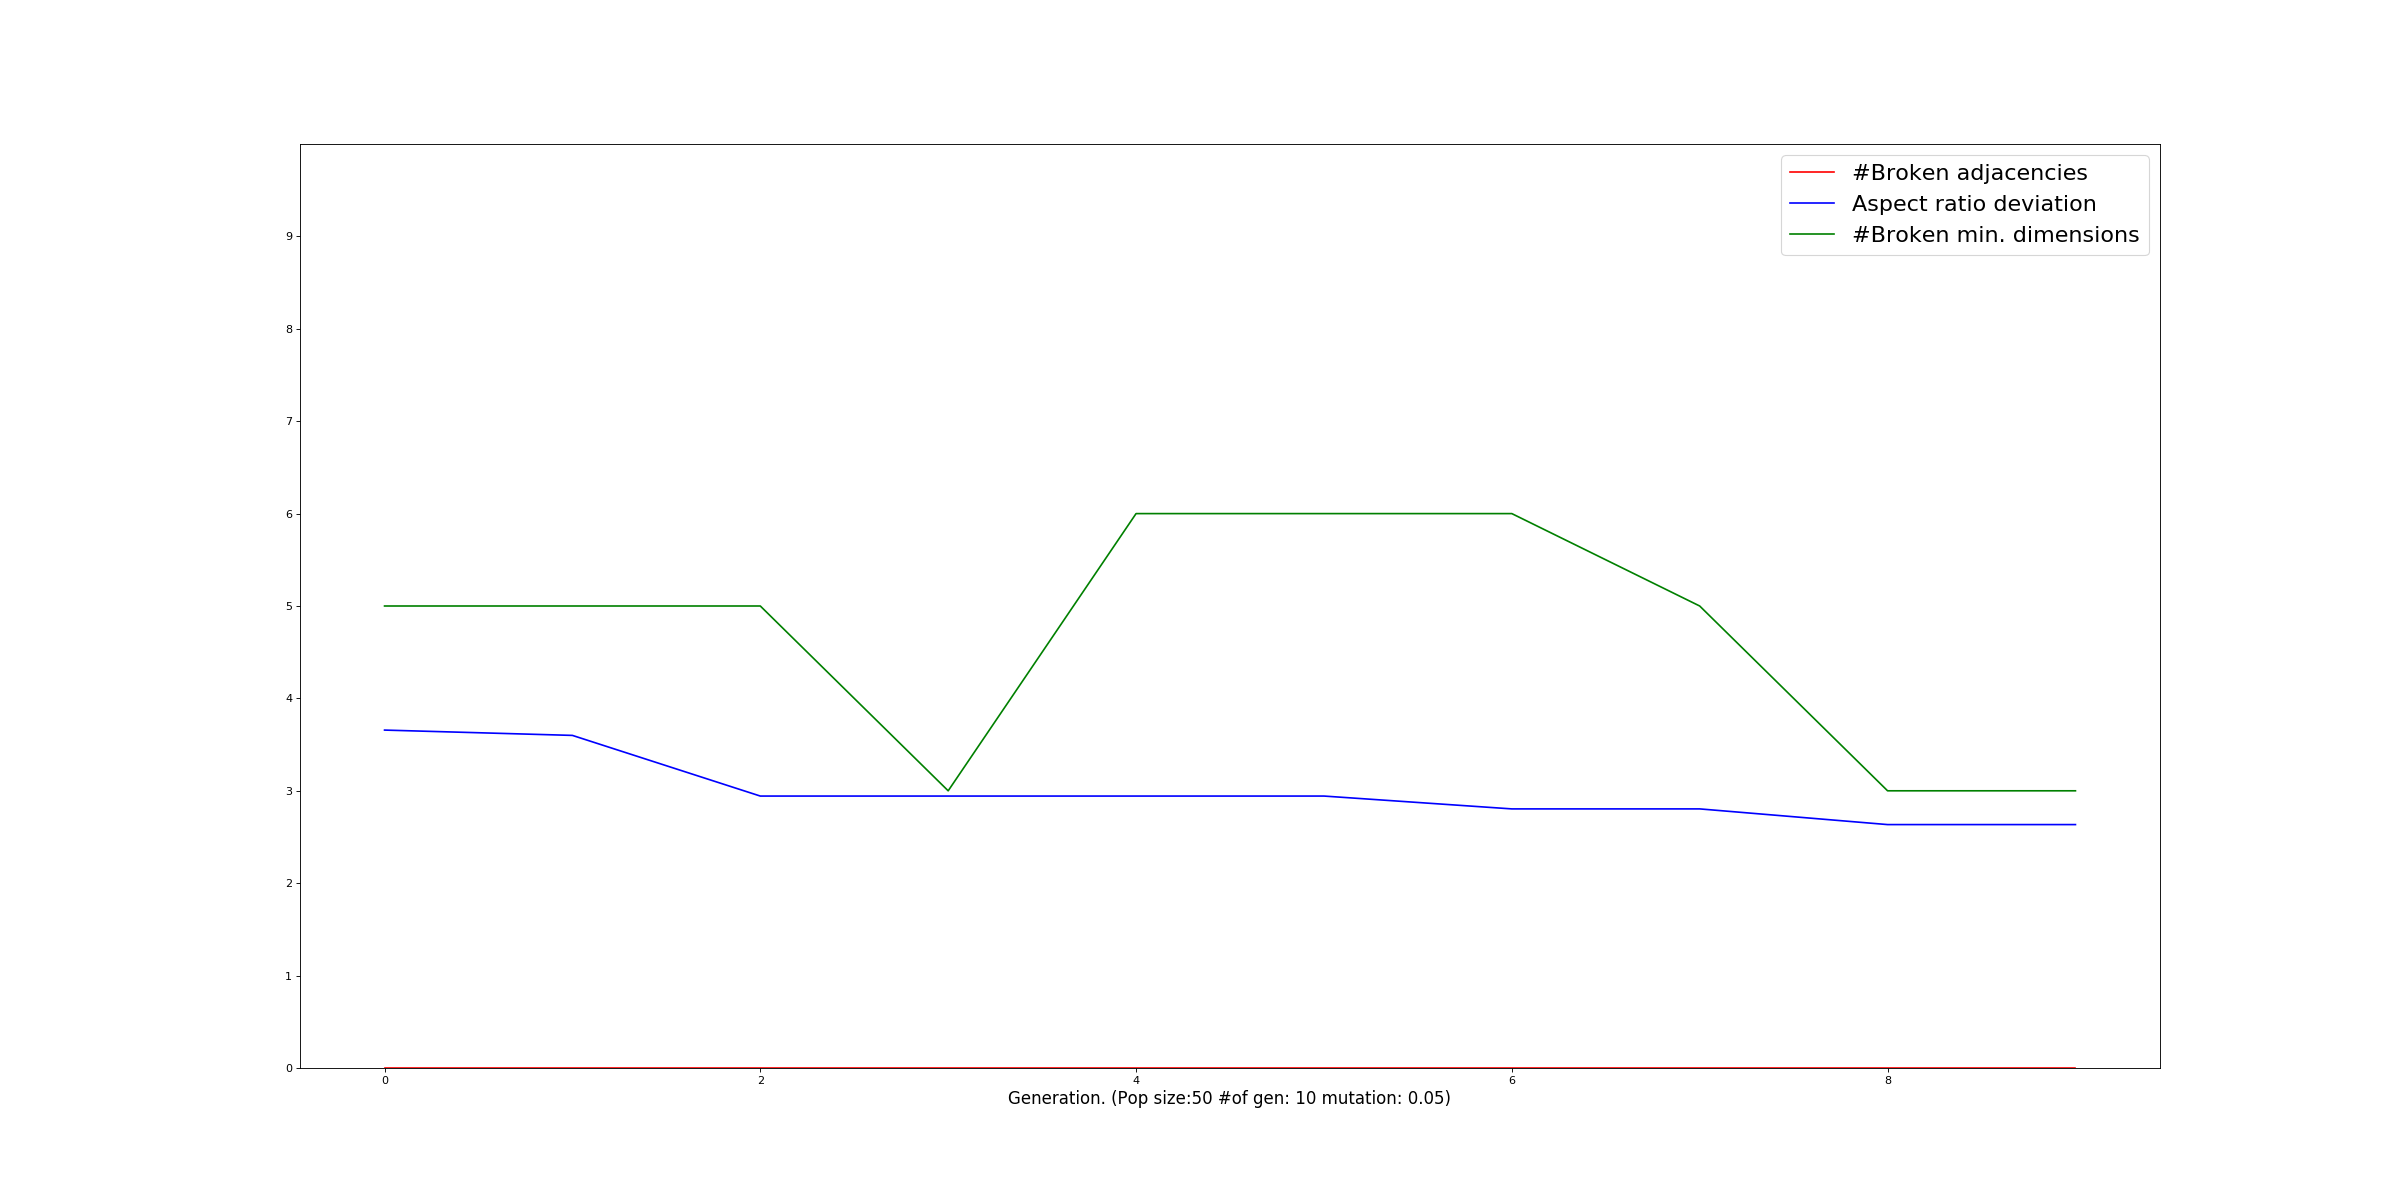 #Broken adjacencies
Aspect ratio deviation
#Broken min. dimensions
9
8
7
6
5
4
3
2
1
0
0 2 4 6 8
Generation. (Pop size:50 #of gen: 10 mutation: 0.05)